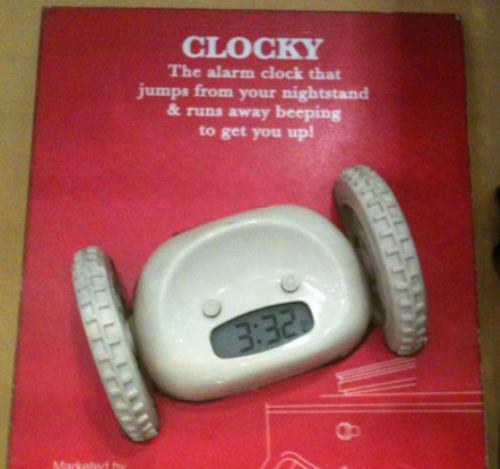 CLOCKY
The alarm clock that
jumps from your nightstand
& runs away beeping
to get you up!
3:32
Marketed by